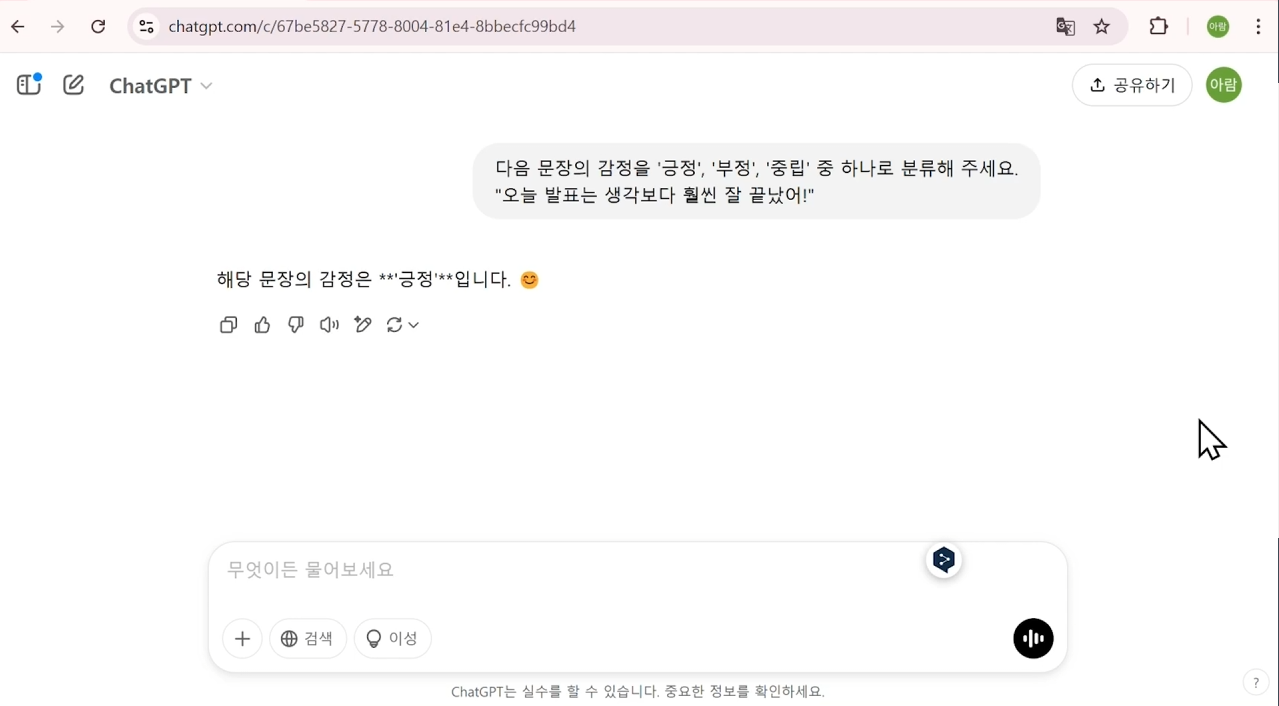 chatgpt.com/c/67be5827-5778-8004-81e4-8bbecfc99bd4
아람
ChatGPT
공유하기
아람
다음 문장의 감정을 '긍정', '부정', '중립' 중 하나로 분류해 주세요.
"오늘 발표는 생각보다 훨씬 잘 끝났어!"
해당 문장의 감정은 **'긍정'**입니다. 😊
무엇이든 물어보세요
검색
이성
ChatGPT는 실수를 할 수 있습니다. 중요한 정보를 확인하세요.
?